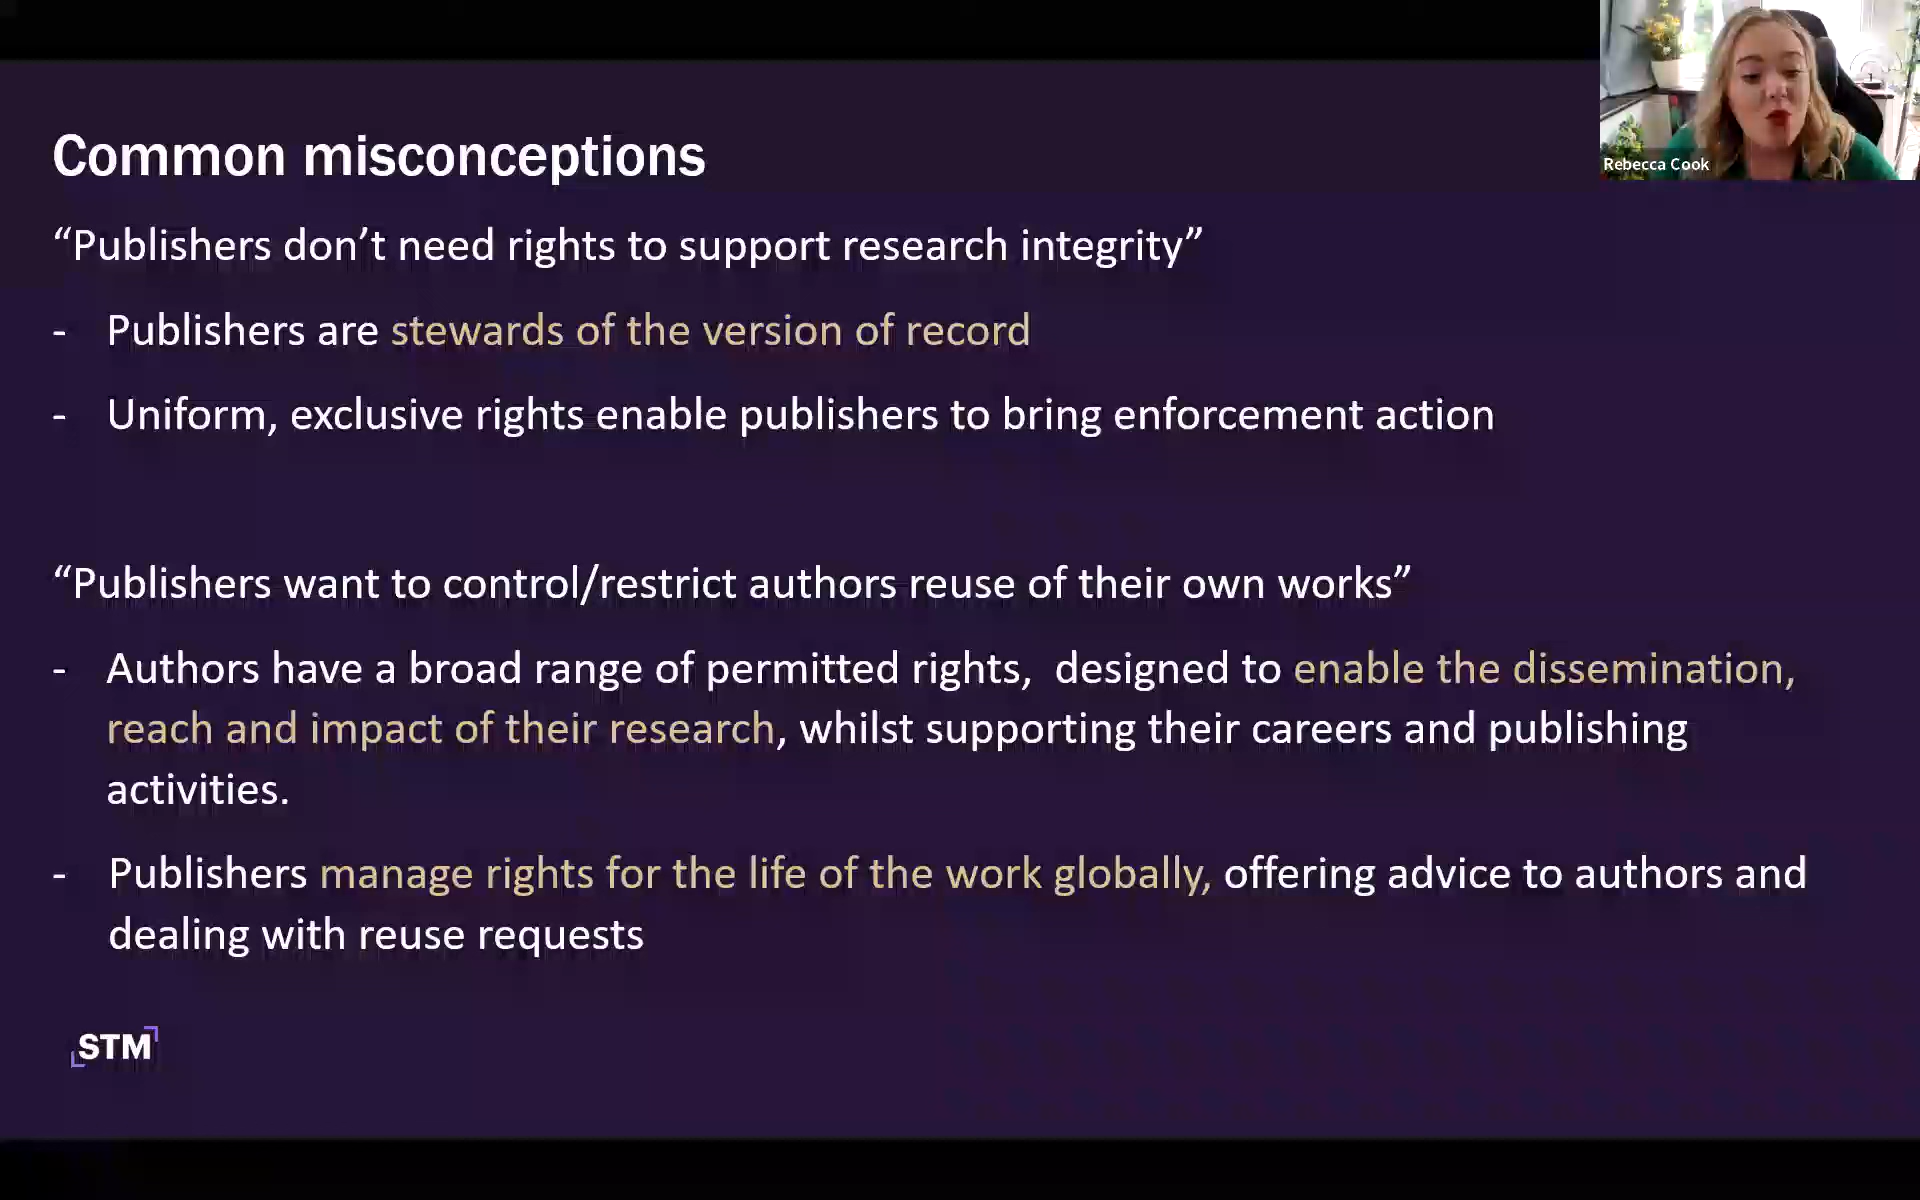 Rebecca Cook
Common misconceptions
“Publishers don’t need rights to support research integrity”
- Publishers are stewards of the version of record
- Uniform, exclusive rights enable publishers to bring enforcement action
“Publishers want to control/restrict authors reuse of their own works”
- Authors have a broad range of permitted rights, designed to enable the dissemination,
reach and impact of their research, whilst supporting their careers and publishing
activities.
- Publishers manage rights for the life of the work globally, offering advice to authors and
dealing with reuse requests
STM